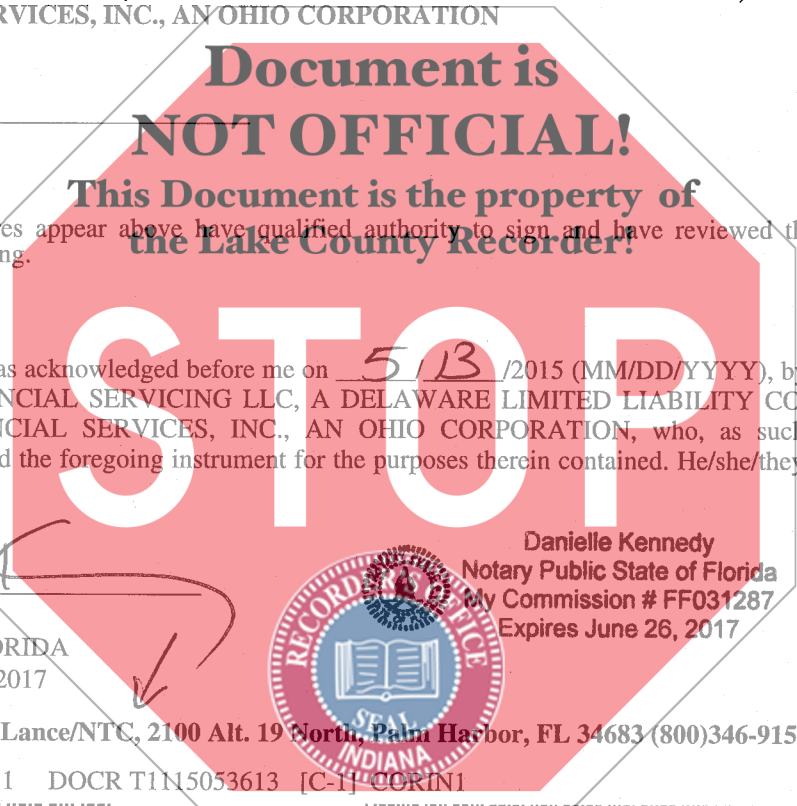 RVICES, INC., AN OHIO CORPORATION
Document is
NOT OFFICIAL!
This Document is the property of
res appear above have qualified authority to sign and have reviewed th
the Lake County Recorder!
ng.
STOP
as acknowledged before me on 5/13/2015 (MM/DD/YYYY), by
NCIAL SERVICING LLC, A DELAWARE LIMITED LIABILITY CO
NCIAL SERVICES, INC., AN OHIO CORPORATION, who, as such
d the foregoing instrument for the purposes therein contained. He/she/they
Danielle Kennedy
Notary Public State of Florida
My Commission # FF031287
Expires June 26, 2017
RECORDER'S OFFICE
SEAL
INDIANA
ORIDA
2017
Lance/NTC, 2100 Alt. 19 North, Palm Harbor, FL 34683 (800)346-915
1 DOCR T1115053613 [C-1] CORIN1